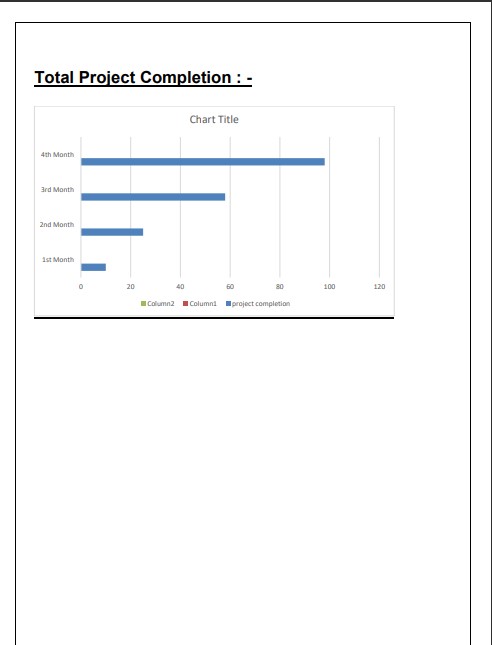 Total Project Completion : -
Chart Title
4th Month
3rd Month
2nd Month
1st Month
0 20 40 60 80 100 120
Column2 Column1 project completion